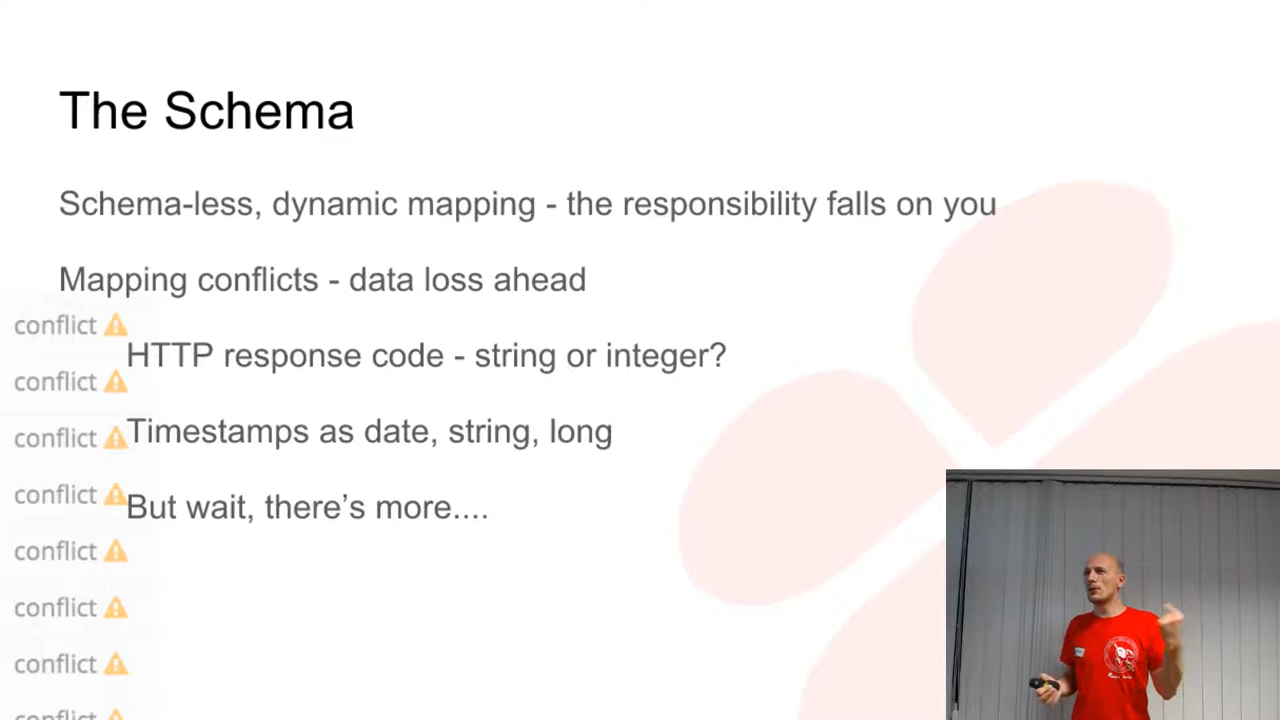 The Schema
Schema-less, dynamic mapping - the responsibility falls on you
Mapping conflicts - data loss ahead
conflict
HTTP response code - string or integer?
conflict
Timestamps as date, string, long
conflict
conflict
But wait, there’s more....
conflict
conflict
conflict
conflict